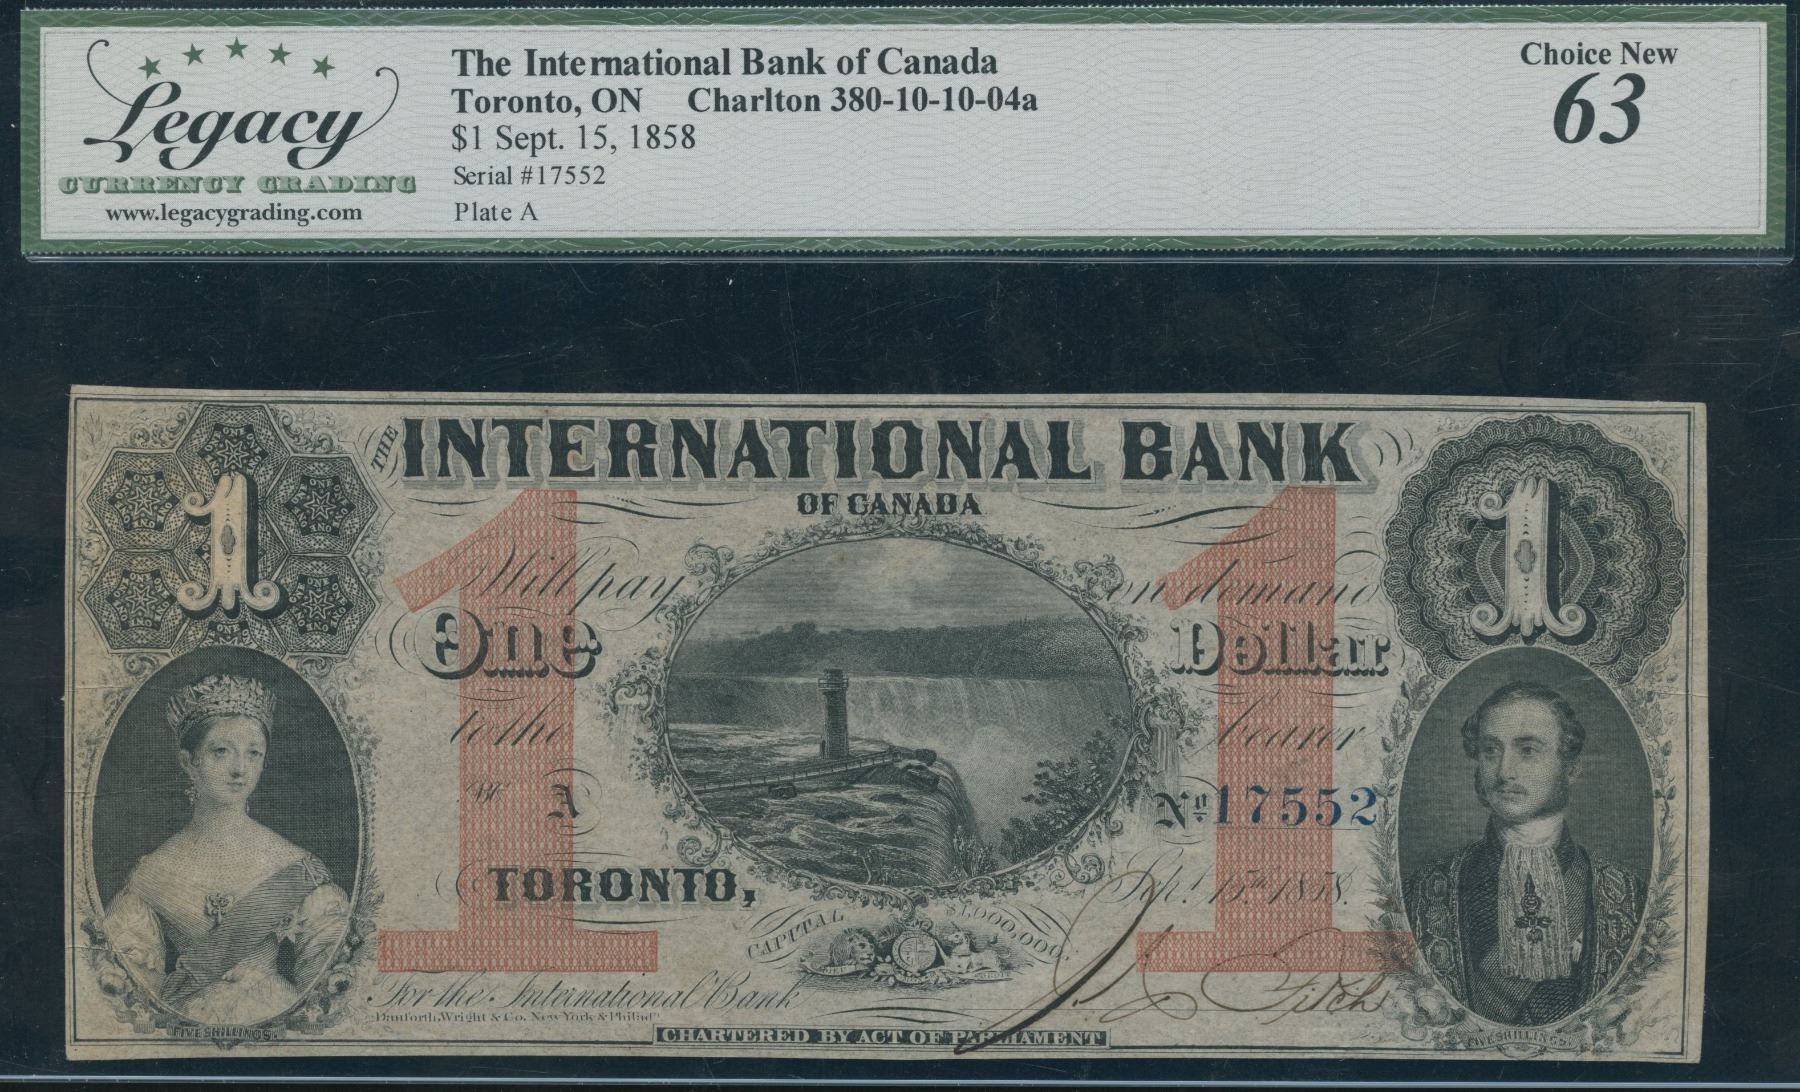 Legacy
CURRENCY GRADING
www.legacygrading.com
The International Bank of Canada
Toronto, ON Charlton 380-10-10-04a
$1 Sept. 15, 1858
Serial #17552
Plate A
Choice New
63
THE INTERNATIONAL BANK
OF CANADA
1
1
1
1
Will pay on demand
One Dollar
to the bearer
A
No. 17552
TORONTO,
Sept. 15th 1858.
CAPITAL $1,000,000.
J. C. Fitch
For the International Bank
Danforth, Wright & Co. New York & Philada.
CHARTERED BY ACT OF PARLIAMENT
FIVE SHILLINGS.
FIVE SHILLINGS.